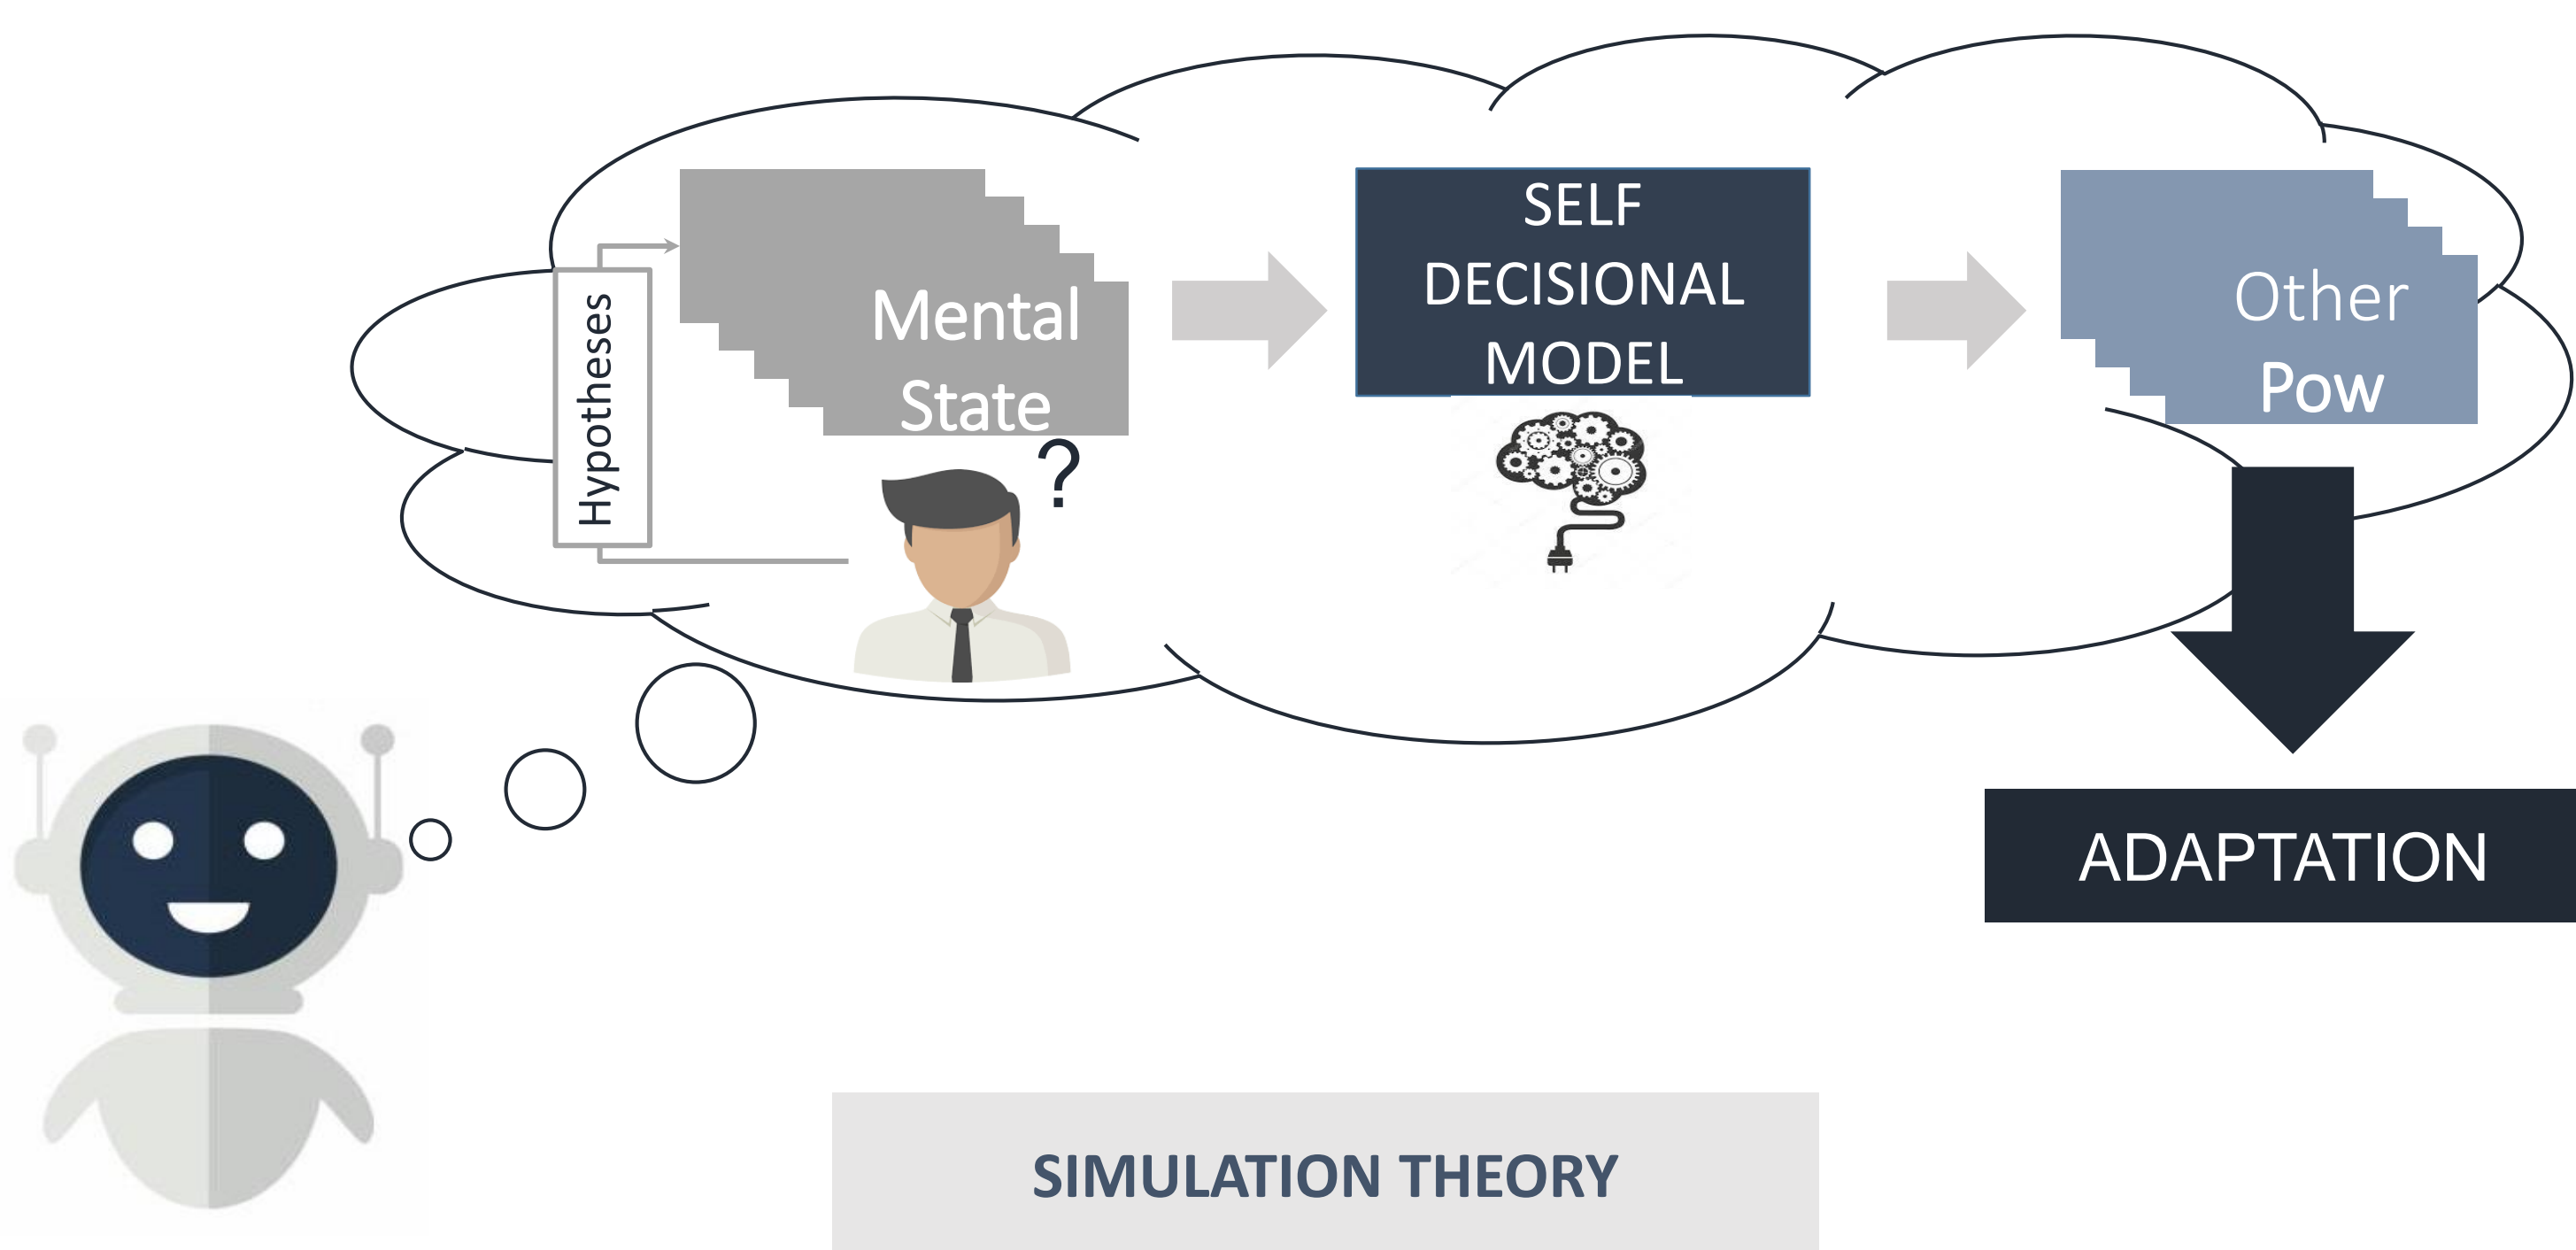 Hypotheses
Mental
State
?
SELF
DECISIONAL
MODEL
Other
Pow
ADAPTATION
SIMULATION THEORY